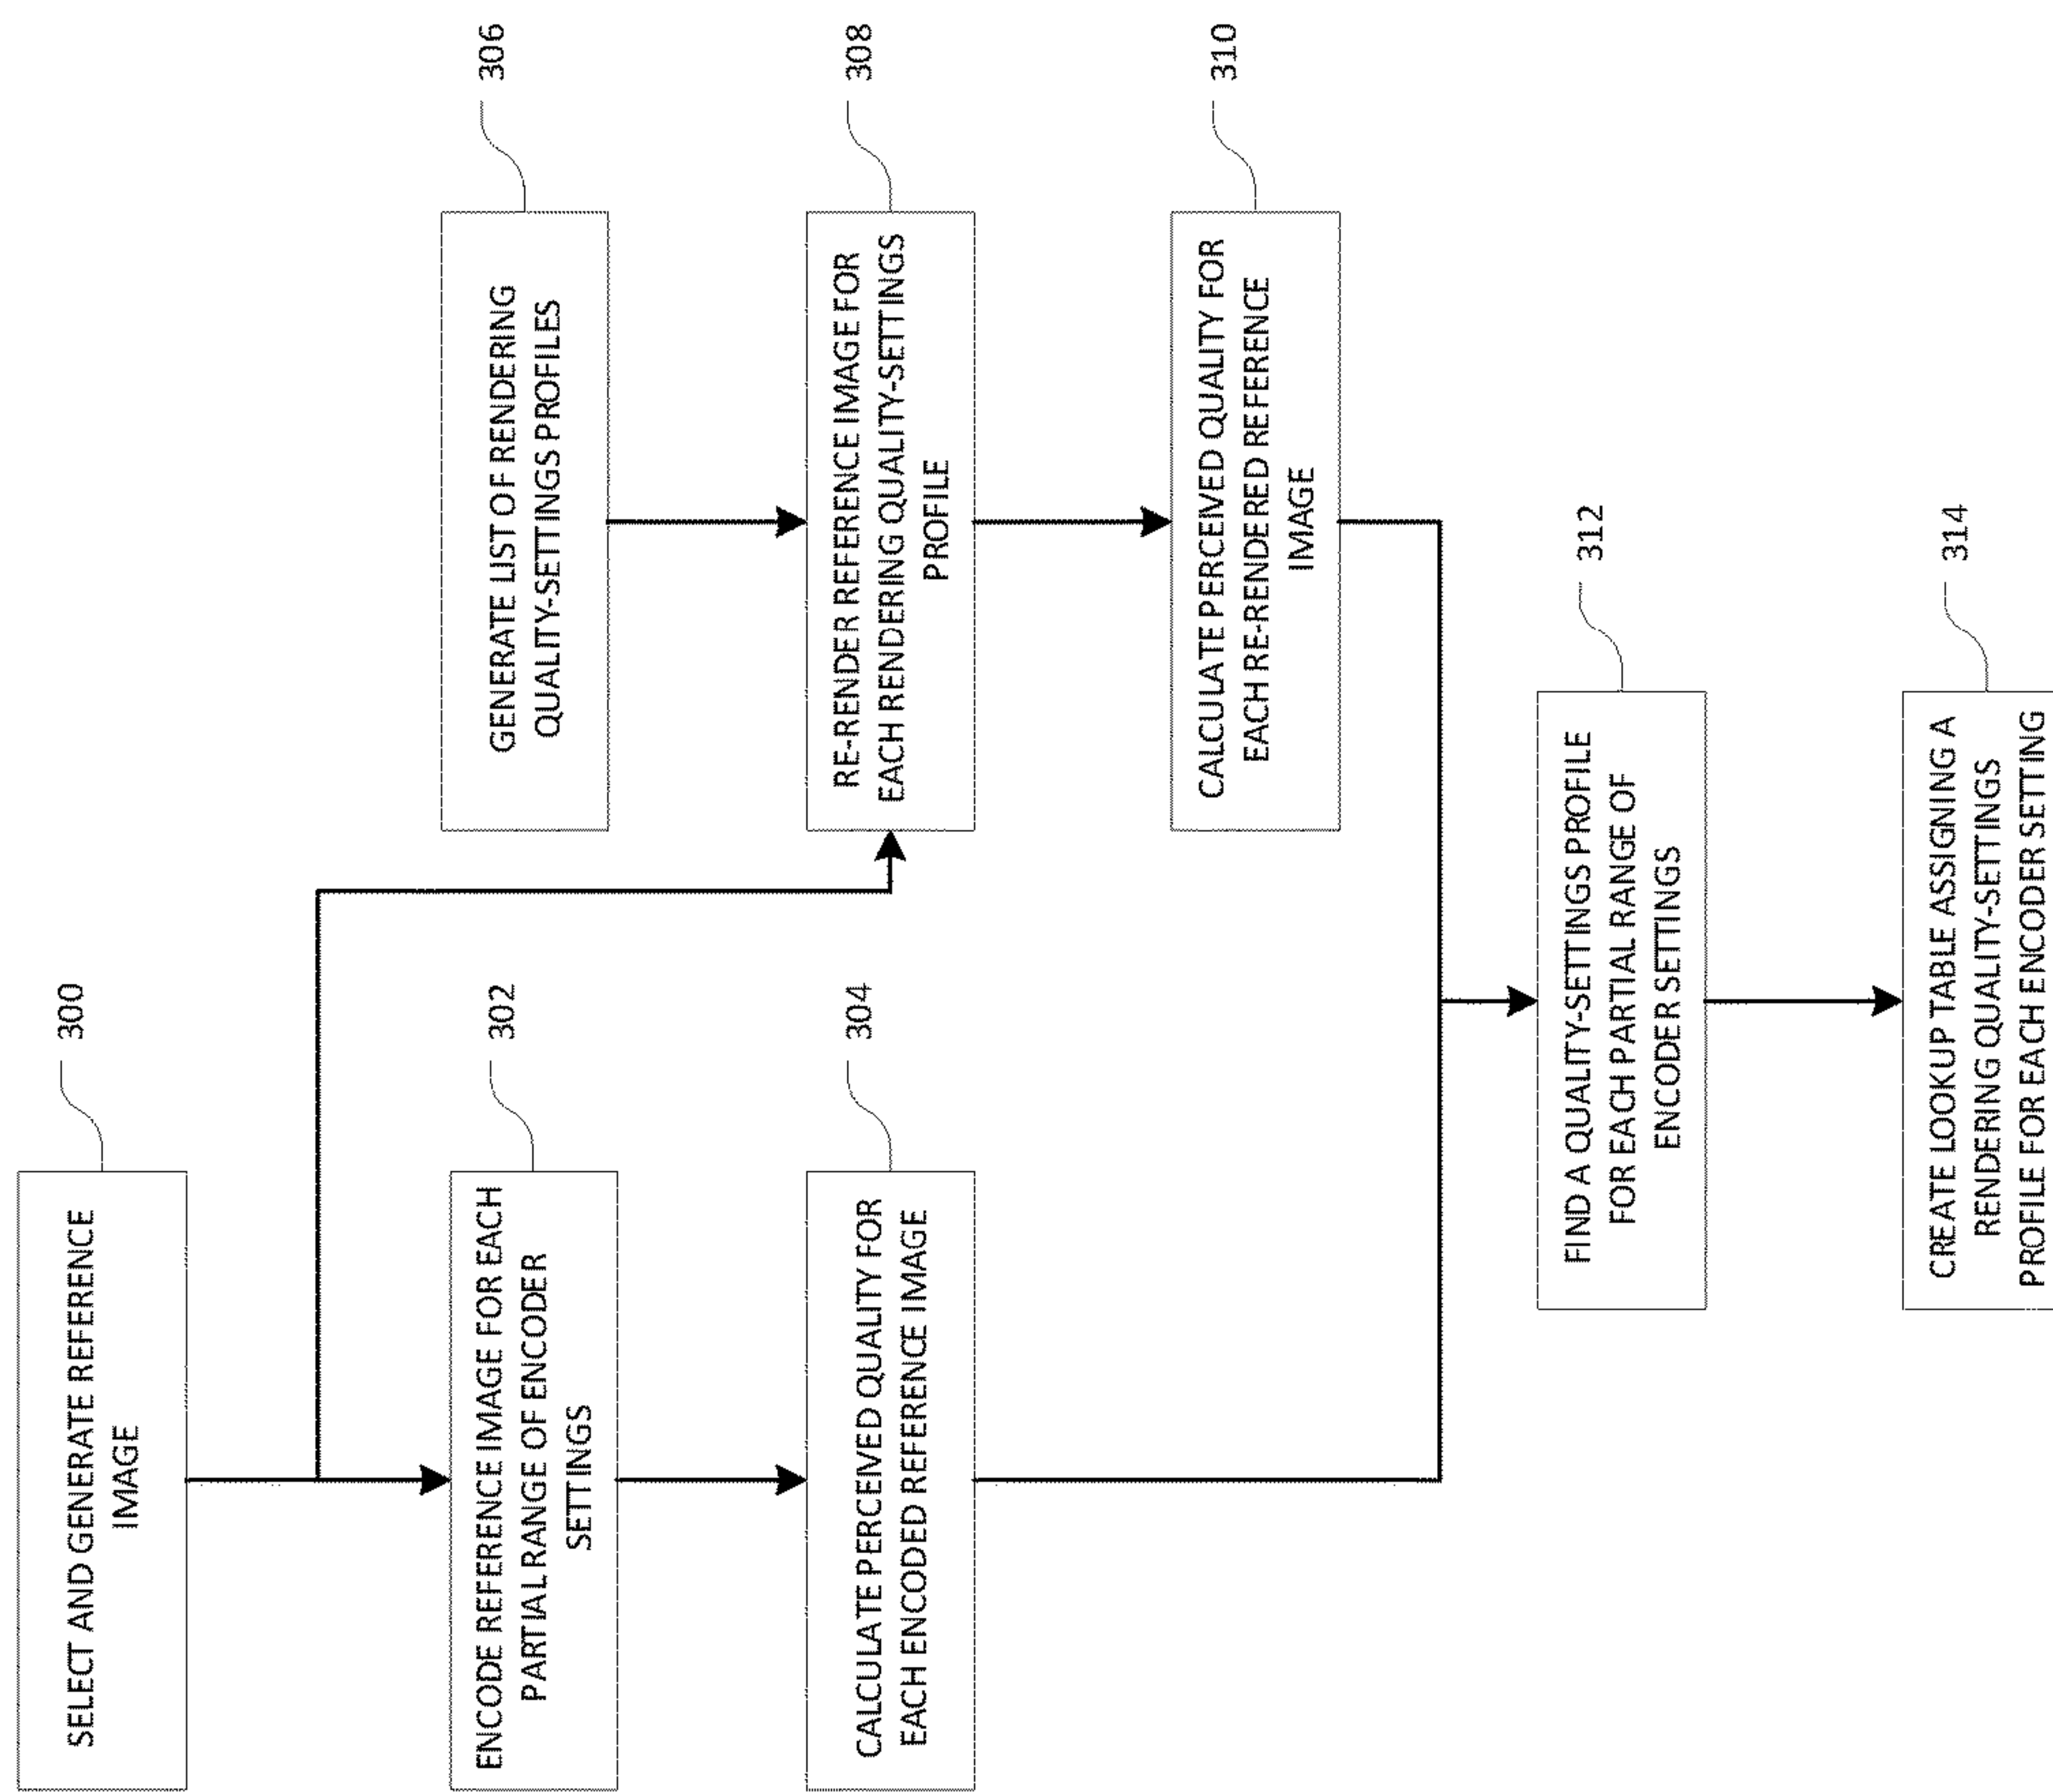 SELECT AND GENERATE REFERENCE
IMAGE
300
ENCODE REFERENCE IMAGE FOR EACH
PARTIAL RANGE OF ENCODER
SETTINGS
302
CALCULATE PERCEIVED QUALITY FOR
EACH ENCODED REFERENCE IMAGE
304
GENERATE LIST OF RENDERING
QUALITY-SETTINGS PROFILES
306
RE-RENDER REFERENCE IMAGE FOR
EACH RENDERING QUALITY-SETTINGS
PROFILE
308
CALCULATE PERCEIVED QUALITY FOR
EACH RE-RENDERED REFERENCE
IMAGE
310
FIND A QUALITY-SETTINGS PROFILE
FOR EACH PARTIAL RANGE OF
ENCODER SETTINGS
312
CREATE LOOKUP TABLE ASSIGNING A
RENDERING QUALITY-SETTINGS
PROFILE FOR EACH ENCODER SETTING
314